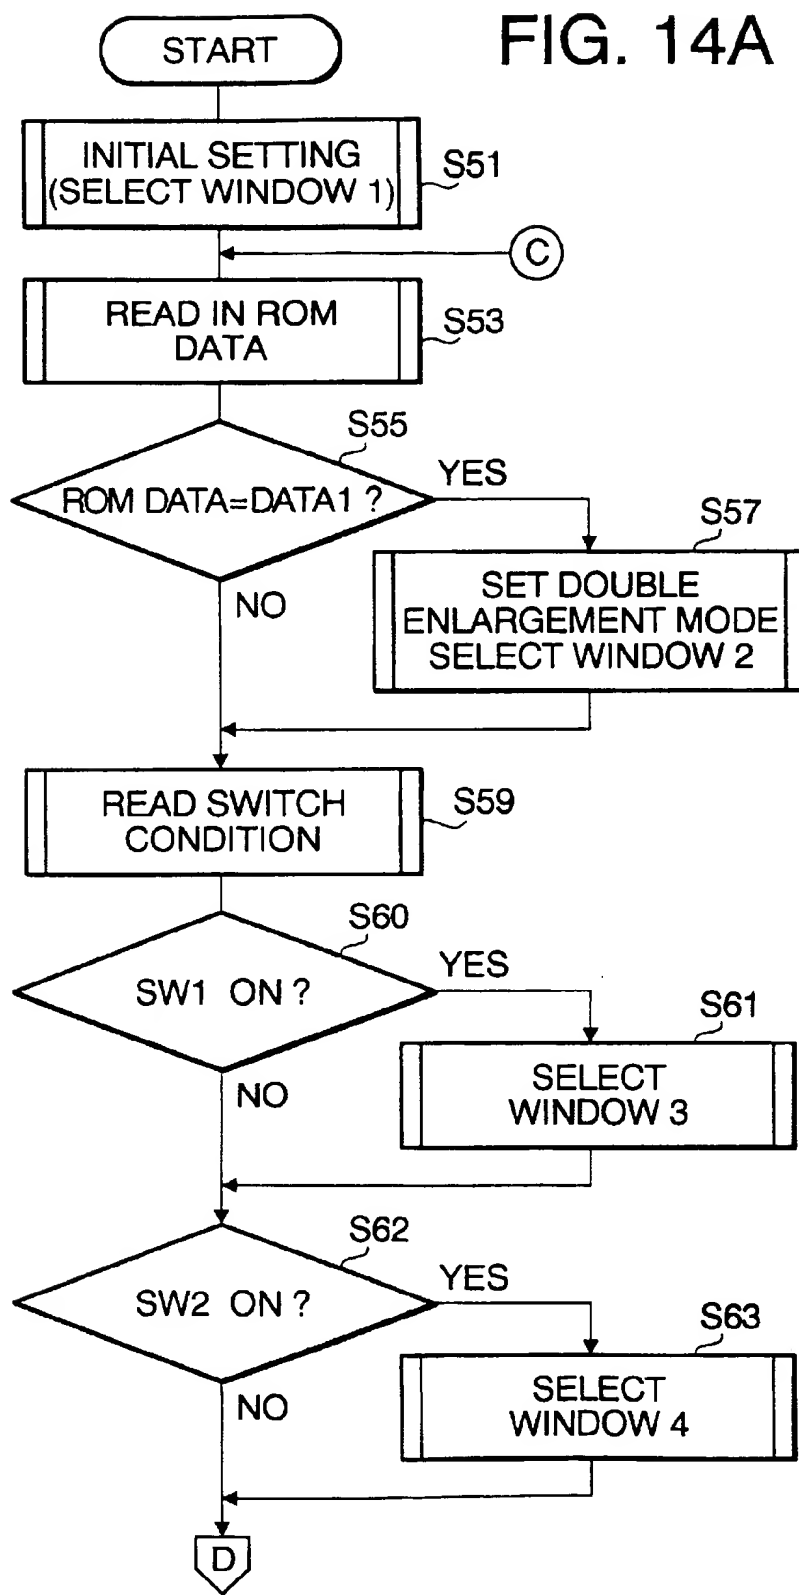 FIG. 14A
START
INITIAL SETTING
(SELECT WINDOW 1)
S51
C
READ IN ROM
DATA
S53
S55
ROM DATA=DATA1 ?
YES
NO
S57
SET DOUBLE
ENLARGEMENT MODE
SELECT WINDOW 2
READ SWITCH
CONDITION
S59
S60
SW1 ON ?
YES
NO
S61
SELECT
WINDOW 3
S62
SW2 ON ?
YES
NO
S63
SELECT
WINDOW 4
D